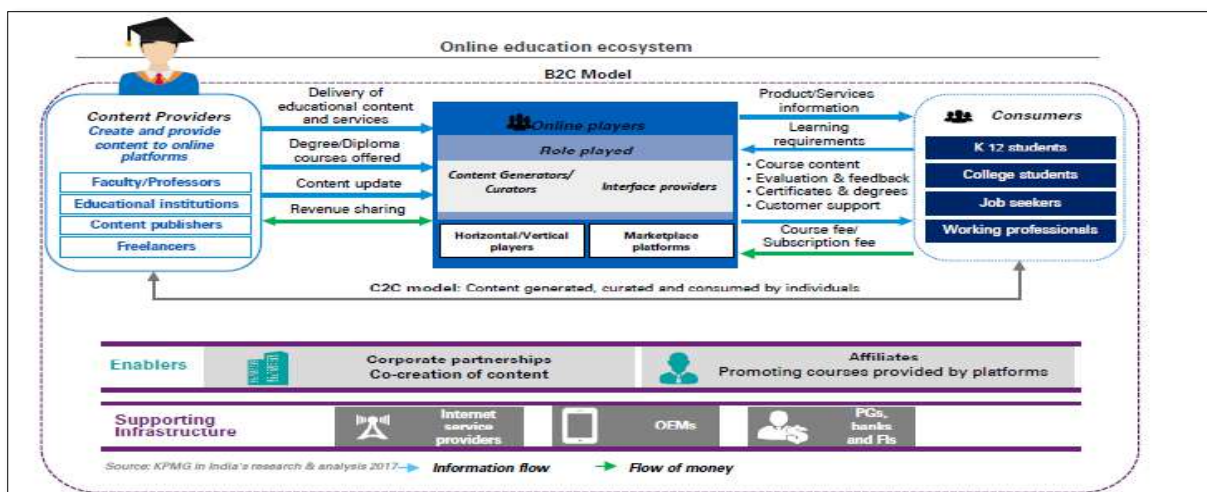 Online education ecosystem
B2C Model
Content Providers
Create and provide
content to online
platforms
Faculty/Professors
Educational institutions
Content publishers
Freelancers
Delivery of
educational content
and services
Degree/Diploma
courses offered
Content update
Revenue sharing
Online players
Role played
Content Generators/
Curators
Interface providers
Horizontal/Vertical
players
Marketplace
platforms
Product/Services
information
Learning
requirements
• Course content
• Evaluation & feedback
• Certificates & degrees
• Customer support
Course fee/
Subscription fee
Consumers
K 12 students
College students
Job seekers
Working professionals
C2C model: Content generated, curated and consumed by individuals
Enablers
Corporate partnerships
Co-creation of content
Affiliates
Promoting courses provided by platforms
Supporting
Infrastructure
Internet
service
providers
OEMs
PGs,
banks
and FIs
Source: KPMG in India's research & analysis 2017
Information flow
Flow of money